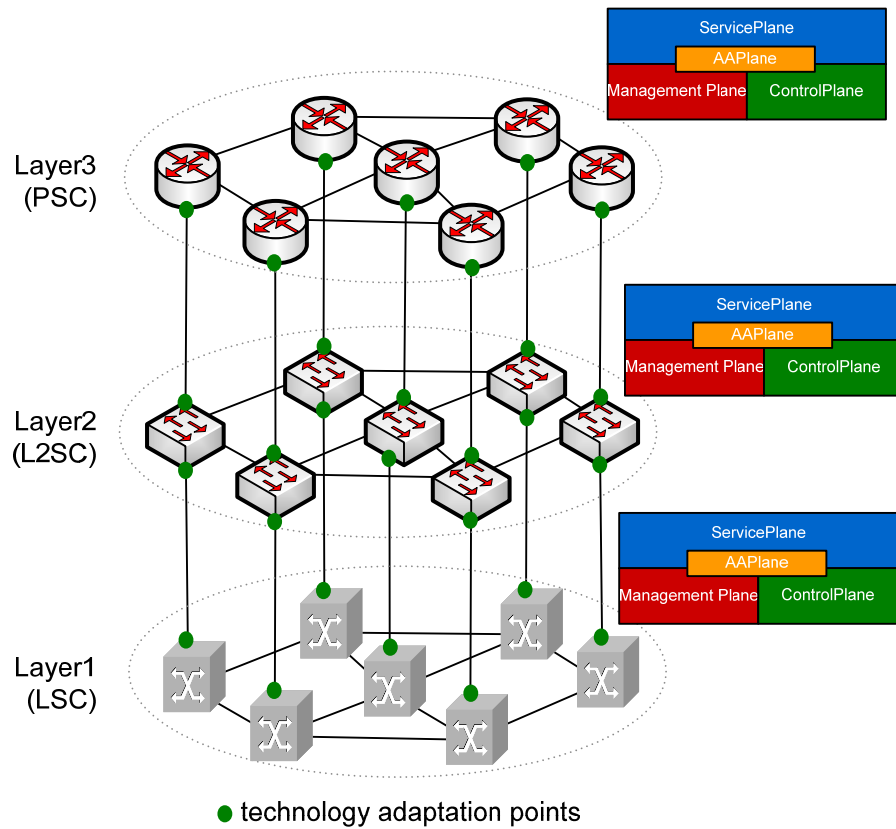 ServicePlane
AAPlane
Management Plane
ControlPlane
Layer3
(PSC)
ServicePlane
AAPlane
Management Plane
ControlPlane
Layer2
(L2SC)
ServicePlane
AAPlane
Management Plane
ControlPlane
Layer1
(LSC)
technology adaptation points